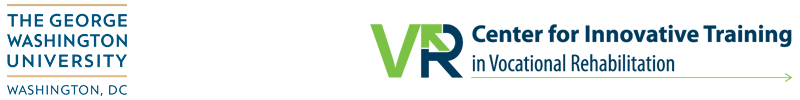 THE GEORGE
WASHINGTON
UNIVERSITY
WASHINGTON, DC
VR
Center for Innovative Training
in Vocational Rehabilitation